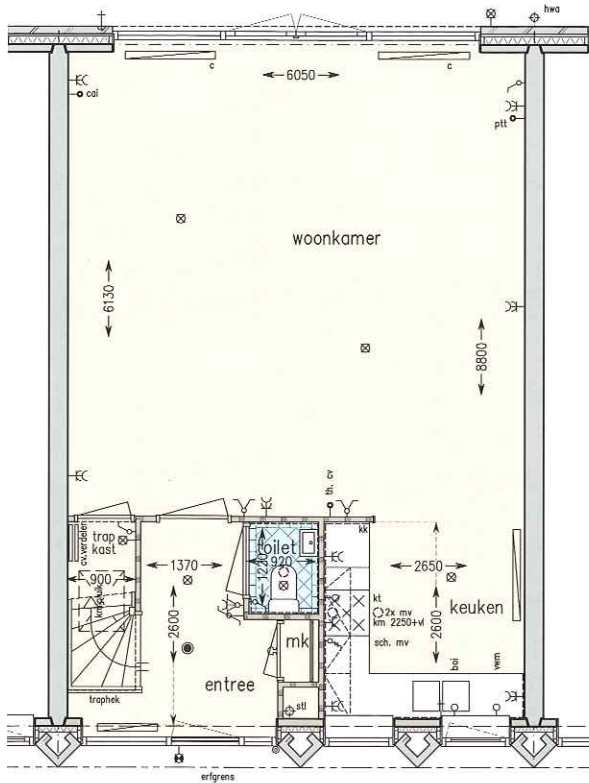 hwa
c
6050
c
cai
ptt
woonkamer
6130
8800
th. cv
cv.verdeler
trap
kast
1370
toilet
1220
920
kk
2650
900
kruipluik
kt
2x mv
km 2250+vl
keuken
2600
2600
sch. mv
mk
entree
boi
vwm
traphek
stl
erfgrens